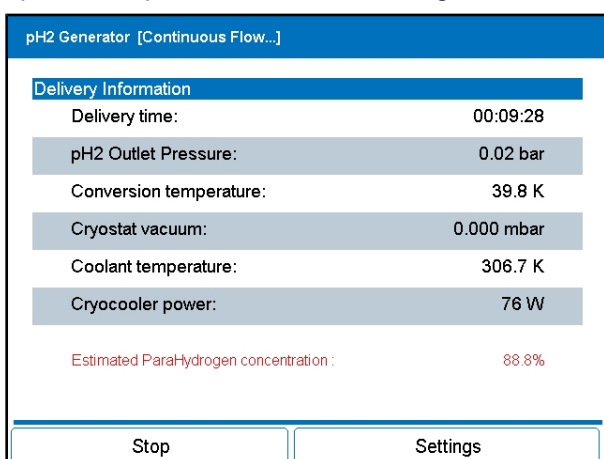 pH2 Generator [Continuous Flow...]
Delivery Information
Delivery time: 00:09:28
pH2 Outlet Pressure: 0.02 bar
Conversion temperature: 39.8 K
Cryostat vacuum: 0.000 mbar
Coolant temperature: 306.7 K
Cryocooler power: 76 W
Estimated ParaHydrogen concentration : 88.8%
Stop Settings